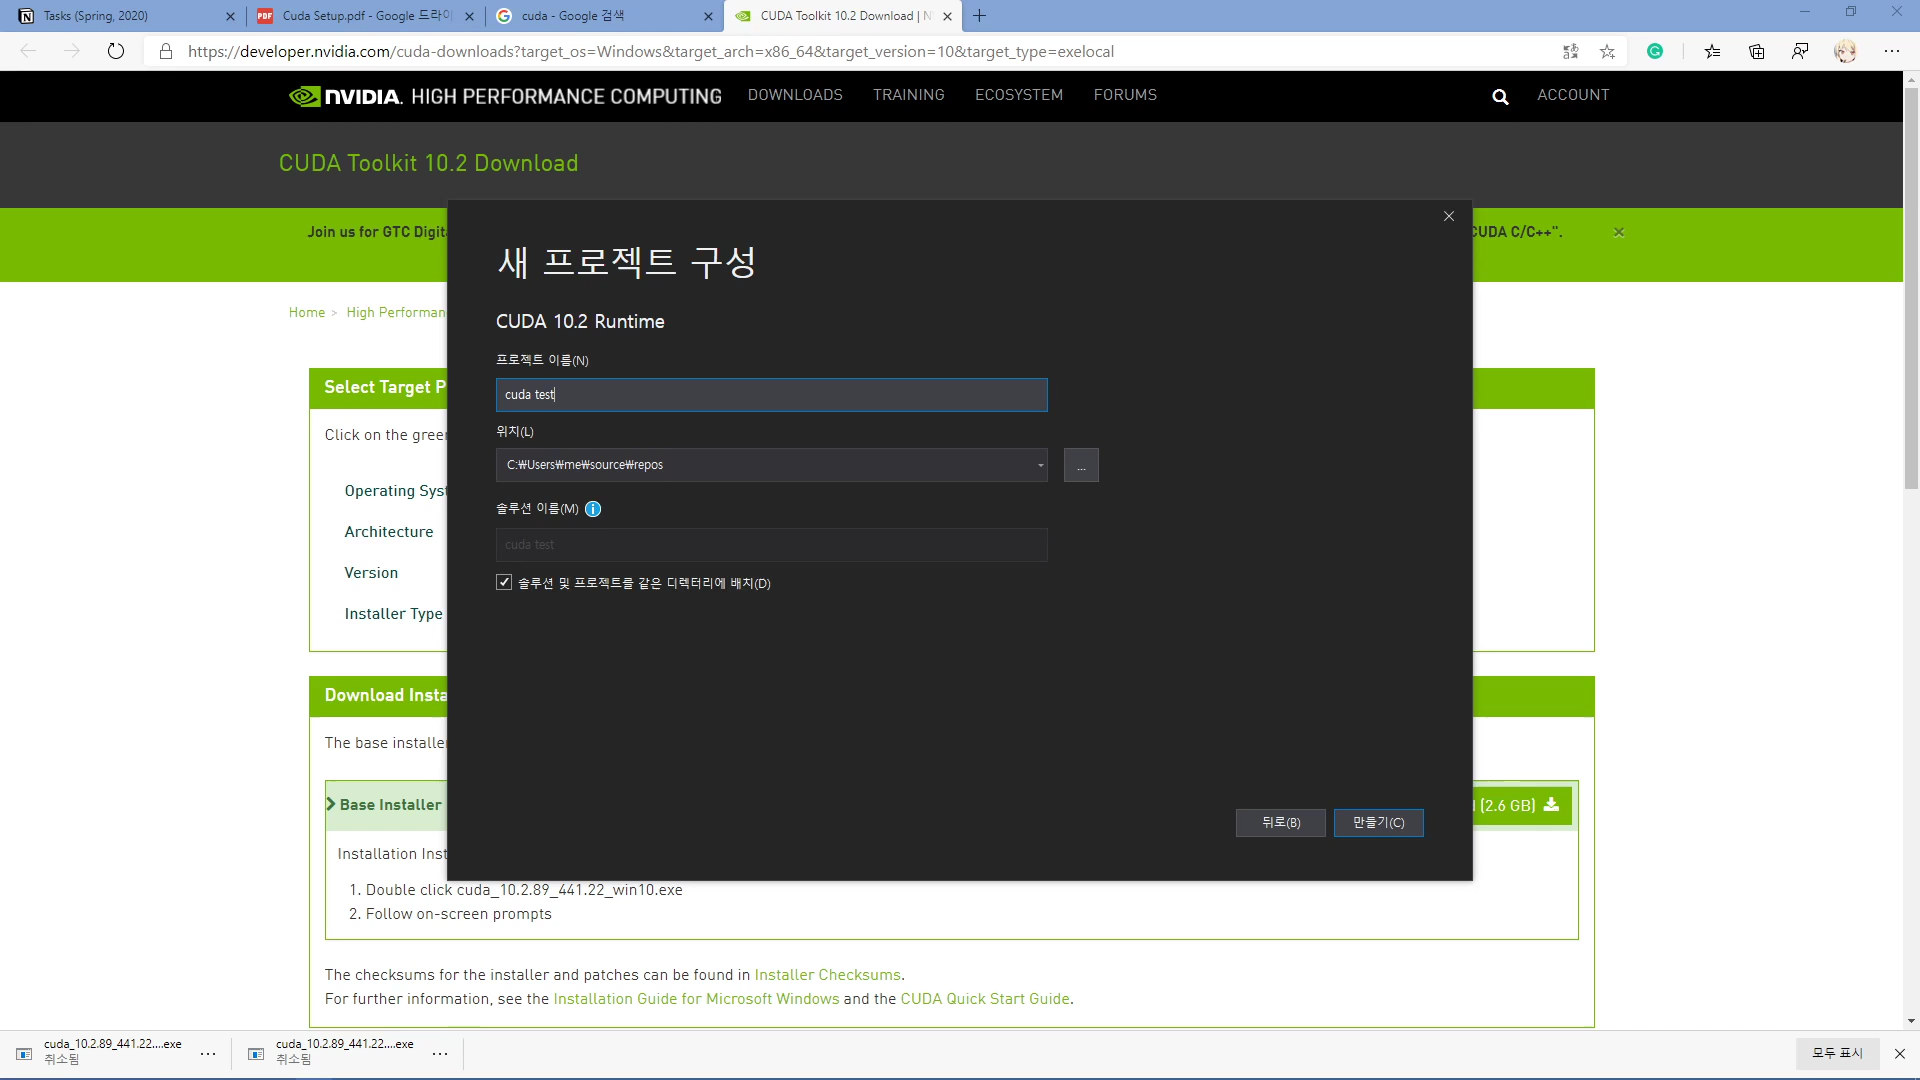 Tasks (Spring, 2020)
Cuda Setup.pdf - Google 드라이
cuda - Google 검색
CUDA Toolkit 10.2 Download | N
https://developer.nvidia.com/cuda-downloads?target_os=Windows&target_arch=x86_64&target_version=10&target_type=exelocal
NVIDIA. HIGH PERFORMANCE COMPUTING
DOWNLOADS
TRAINING
ECOSYSTEM
FORUMS
ACCOUNT
CUDA Toolkit 10.2 Download
Join us for GTC Digit
CUDA C/C++".
Home > High Performan
새 프로젝트 구성
CUDA 10.2 Runtime
프로젝트 이름(N)
cuda test
위치(L)
C:₩Users₩me₩source₩repos
...
솔루션 이름(M)
cuda test
솔루션 및 프로젝트를 같은 디렉터리에 배치(D)
뒤로(B)
만들기(C)
Select Target P
Click on the gree
Operating Syst
Architecture
Version
Installer Type
Download Insta
The base installe
Base Installer
(2.6 GB)
Installation Inst
1. Double click cuda_10.2.89_441.22_win10.exe
2. Follow on-screen prompts
The checksums for the installer and patches can be found in Installer Checksums.
For further information, see the Installation Guide for Microsoft Windows and the CUDA Quick Start Guide.
cuda_10.2.89_441.22....exe
취소됨
cuda_10.2.89_441.22....exe
취소됨
모두 표시